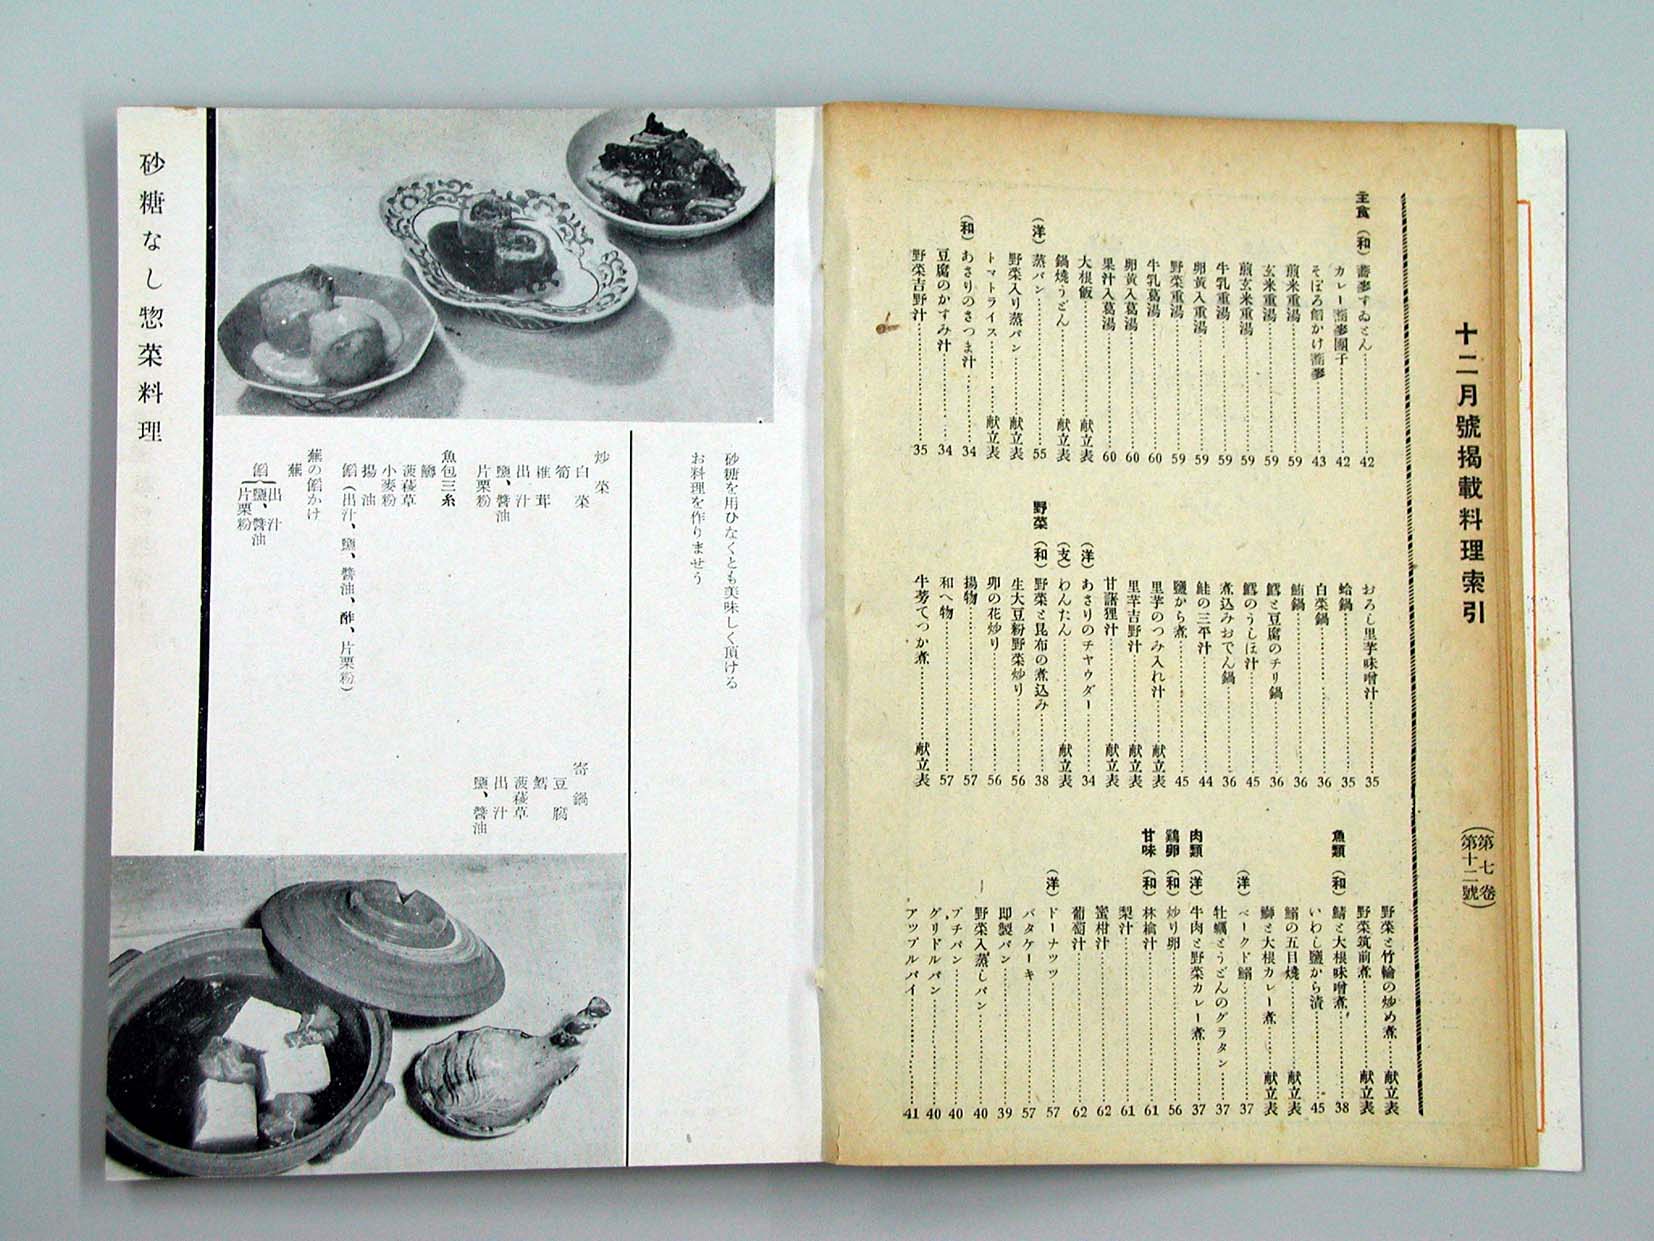 十二月號揭載料理索引
(第七卷
第十二號)
主食 (和) 蕎麥すゐとん 42
カレー蕎麥團子 42
そぼろ餡かけ蕎麥 43
煎米重湯 59
玄米重湯 59
煎玄米重湯 59
牛乳重湯 59
卵黃入重湯 59
野菜重湯 59
牛乳葛湯 60
卵黃入葛湯 60
果汁入葛湯 60
大根飯 献立表
鍋燒うどん 献立表
(洋) 蒸パン 55
野菜入り蒸パン 献立表
トマトライス 献立表
(和) あさりのさつま汁 34
豆腐のかすみ汁 34
野菜吉野汁 35
おろし里芋味噌汁 35
蛤鍋 35
白菜鍋 36
鮪鍋 36
鱈と豆腐のチリ鍋 36
鱈のうしほ汁 45
煮込みおでん鍋 36
鮭の三平汁 44
鹽から煮 45
里芋のつみ入れ汁 献立表
里芋吉野汁 献立表
甘諸狸汁 献立表
(洋) あさりのチャウダー 34
(支) わんたん 献立表
野菜 (和) 野菜と昆布の煮込み 38
生大豆粉野菜炒り 56
卯の花炒り 56
揚物 57
和へ物 57
牛蒡てつか煮 献立表
野菜と竹輪の炒め煮 献立表
野菜筑前煮 献立表
魚類 (和) 鯖と大根味噌煮 38
いわし鹽から漬 45
鰯の五目燒 献立表
鰤と大根カレー煮 献立表
(洋) ベークド鰯 37
牡蠣とうどんのグラタン 37
肉類 (洋) 牛肉と野菜カレー煮 37
鷄卵 (和) 炒り卵 56
甘味 (和) 林檎汁 61
梨汁 61
蜜柑汁 62
葡萄汁 62
(洋) ドーナッツ 57
パタケーキ 57
即製パン 39
野菜入蒸しパン 40
プチパン 40
グリドルパン 40
アップルパイ 41
砂糖を用ひなくとも美味しく頂ける
お料理を作りませう
炒菜
白菜
筍
椎茸
出汁
鹽、醬油
片栗粉
魚包三糸
菠薐草
小麥粉
揚油
餡(出汁、鹽、醬油、酢、片栗粉)
蕪の餡かけ
蕪
餡{出汁
鹽、醬油
片栗粉
寄鍋
豆腐
鱈
菠薐草
出汁
鹽、醬油
砂糖なし惣菜料理